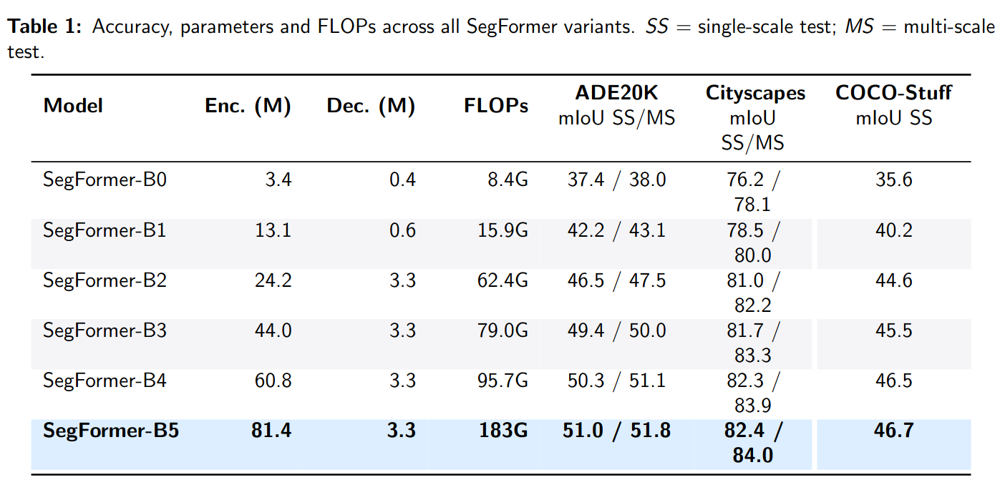 Table 1: Accuracy, parameters and FLOPs across all SegFormer variants. SS = single-scale test; MS = multi-scale
test.
Model Enc. (M) Dec. (M) FLOPs ADE20K mIoU SS/MS Cityscapes mIoU SS/MS COCO-Stuff mIoU SS
SegFormer-B0 3.4 0.4 8.4G 37.4 / 38.0 76.2 / 78.1 35.6
SegFormer-B1 13.1 0.6 15.9G 42.2 / 43.1 78.5 / 80.0 40.2
SegFormer-B2 24.2 3.3 62.4G 46.5 / 47.5 81.0 / 82.2 44.6
SegFormer-B3 44.0 3.3 79.0G 49.4 / 50.0 81.7 / 83.3 45.5
SegFormer-B4 60.8 3.3 95.7G 50.3 / 51.1 82.3 / 83.9 46.5
SegFormer-B5 81.4 3.3 183G 51.0 / 51.8 82.4 / 84.0 46.7